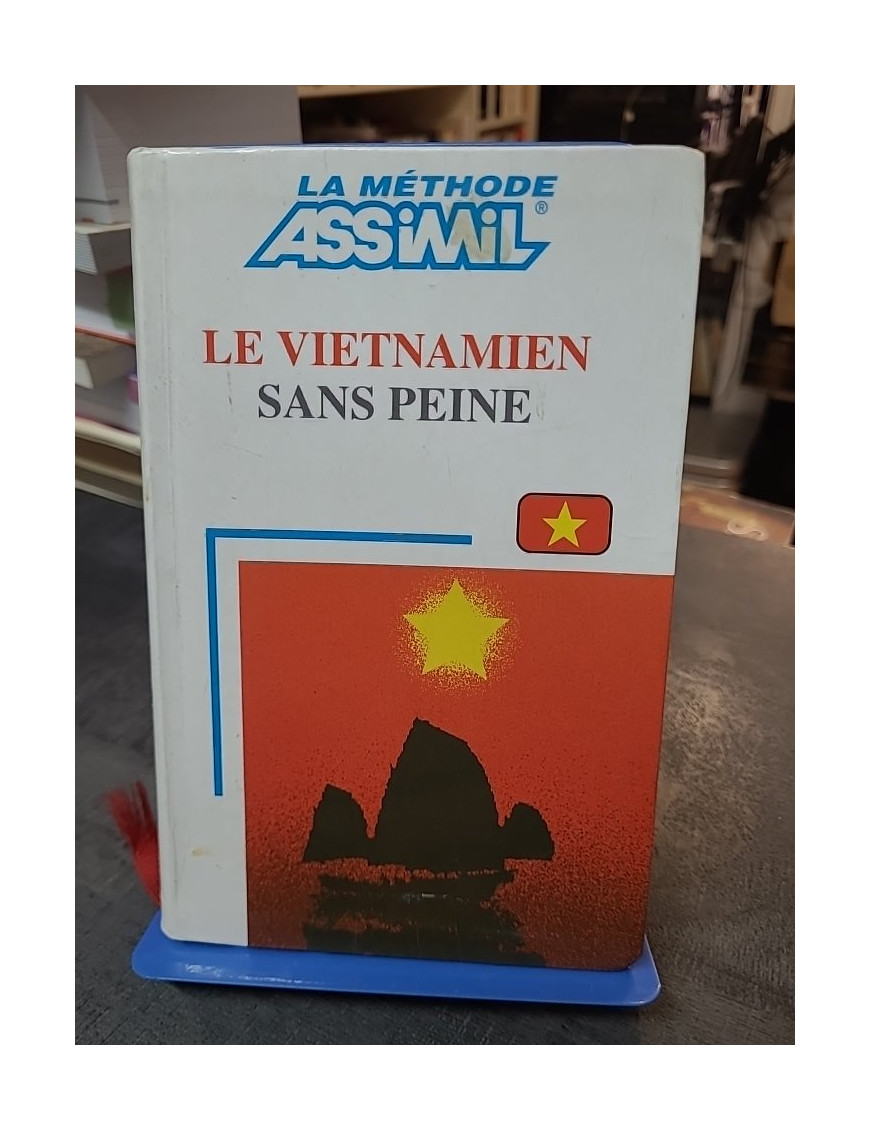 LA MÉTHODE
ASSiMiL®
LE VIETNAMIEN
SANS PEINE